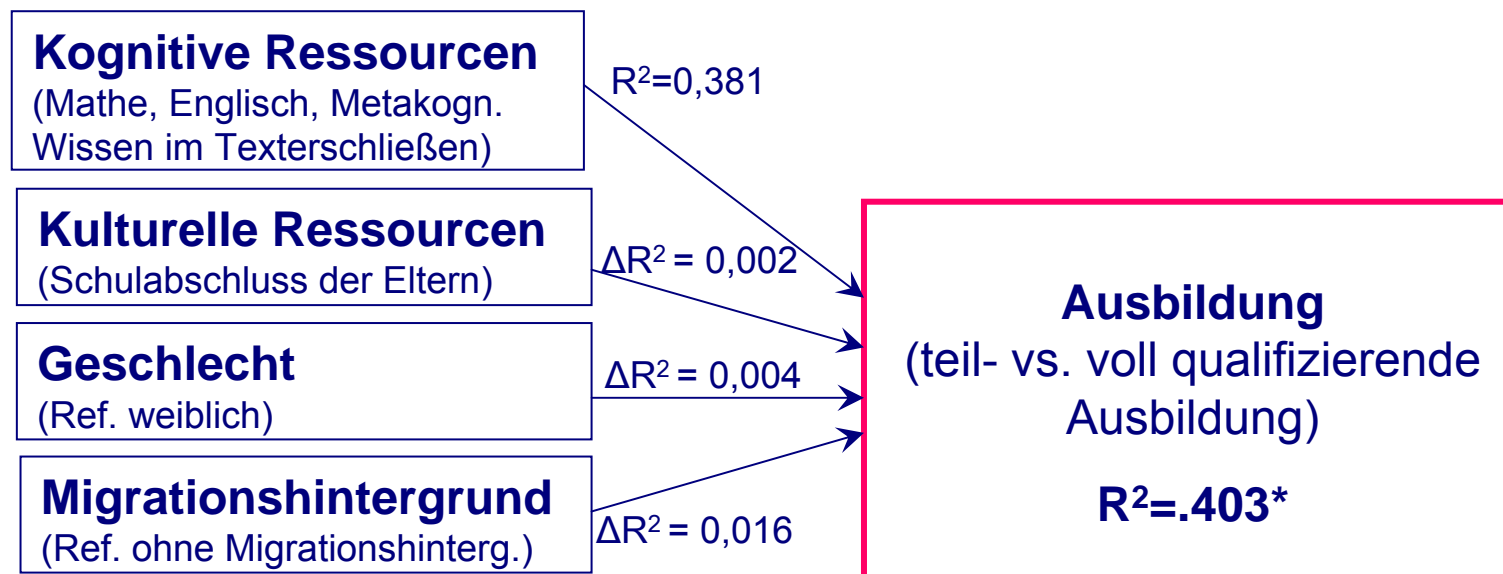 Kognitive Ressourcen
(Mathe, Englisch, Metakogn.
Wissen im Texterschließen)
R²=0,381
Kulturelle Ressourcen
(Schulabschluss der Eltern)
ΔR² = 0,002
Geschlecht
(Ref. weiblich)
ΔR² = 0,004
Migrationshintergrund
(Ref. ohne Migrationshinterg.)
ΔR² = 0,016
Ausbildung
(teil- vs. voll qualifizierende
Ausbildung)
R²=.403*